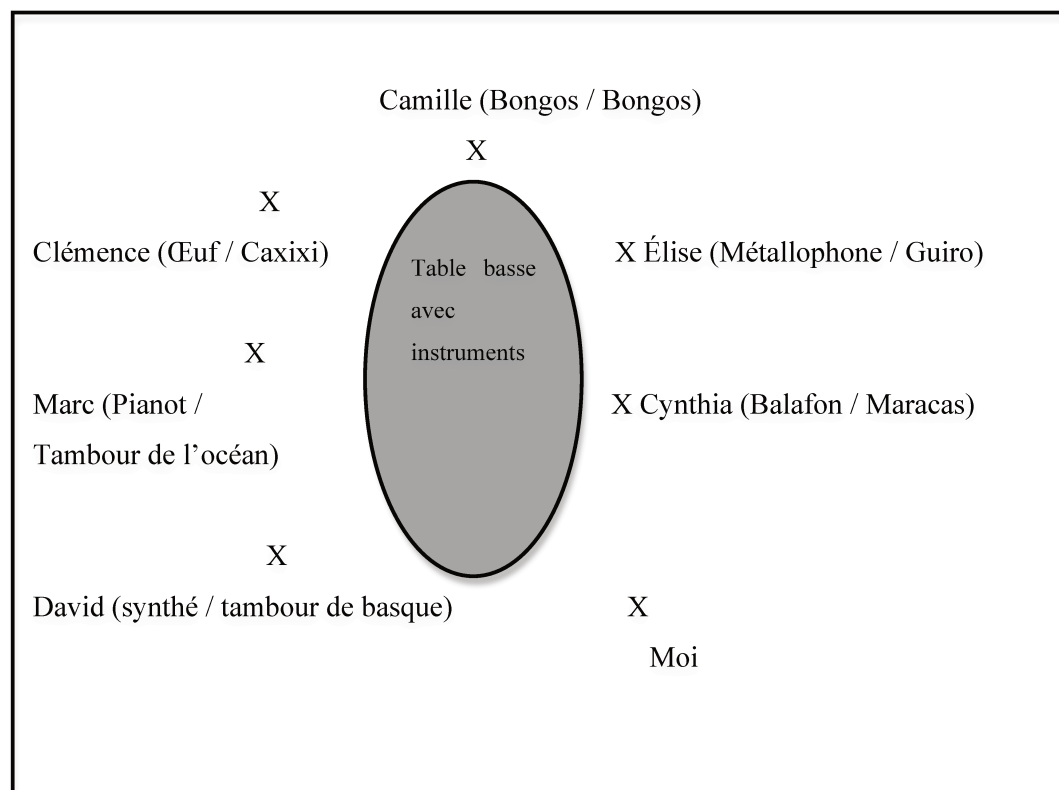 Camille (Bongos / Bongos)
X
X
Clémence (Œuf / Caxixi)
Table basse
avec
instruments
X Élise (Métallophone / Guiro)
X
Marc (Pianot /
Tambour de l’océan)
X Cynthia (Balafon / Maracas)
X
David (synthé / tambour de basque)
X
Moi